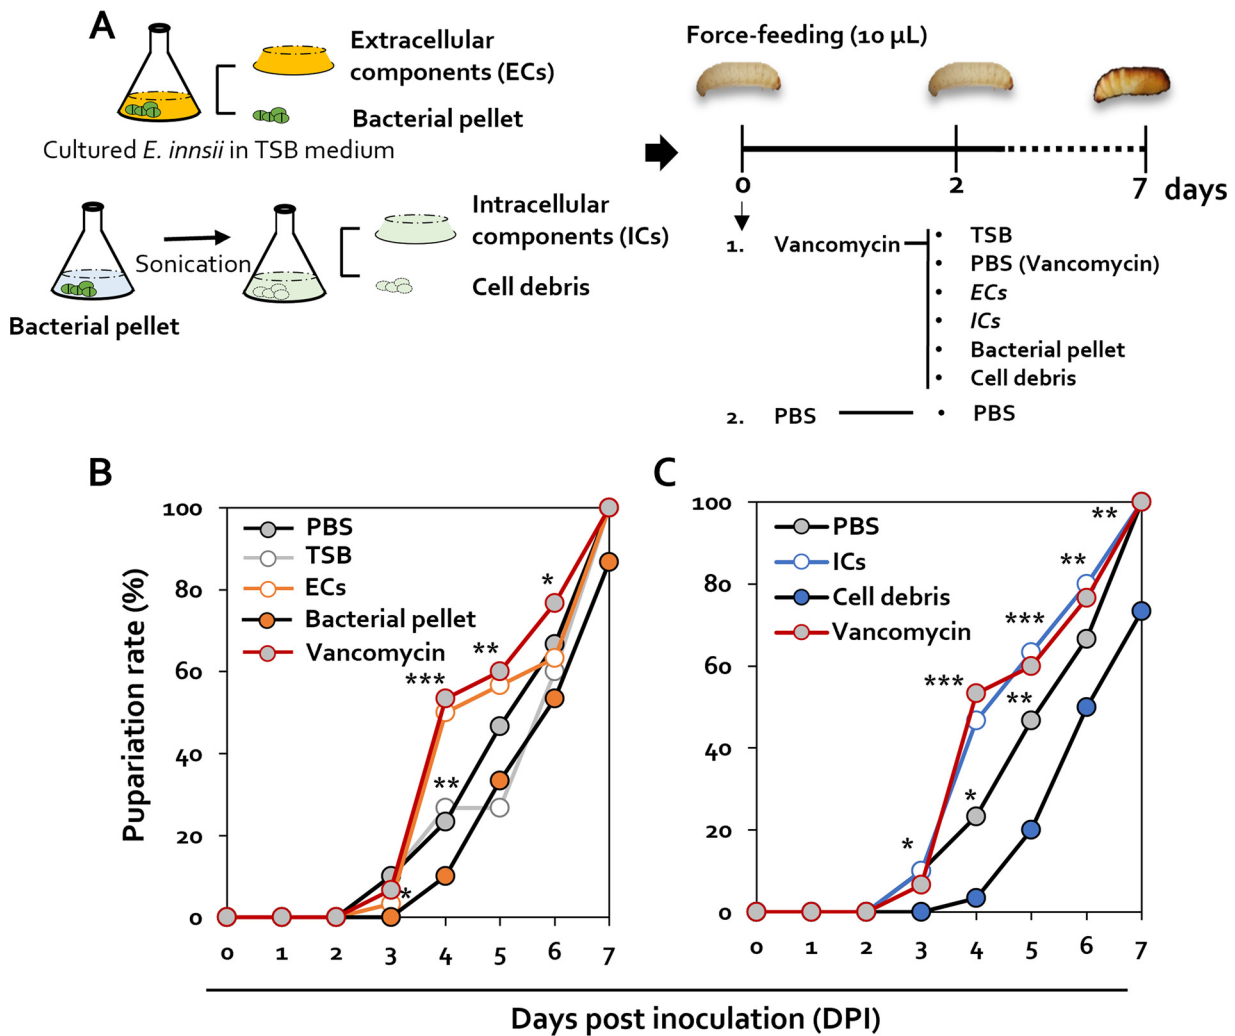 A
Extracellular
components (ECs)
Bacterial pellet
Cultured E. innsii in TSB medium
Intracellular
components (ICs)
Sonication
Cell debris
Bacterial pellet
Force-feeding (10 µL)
0 2 7 days
1. Vancomycin
• TSB
• PBS (Vancomycin)
• ECs
• ICs
• Bacterial pellet
• Cell debris
2. PBS • PBS
B
Pupariation rate (%)
100
80
60
40
20
0
PBS
TSB
ECs
Bacterial pellet
Vancomycin
*
**
***
**
*
0 1 2 3 4 5 6 7
C
100
80
60
40
20
0
PBS
ICs
Cell debris
Vancomycin
**
**
***
***
**
*
*
0 1 2 3 4 5 6 7
Days post inoculation (DPI)